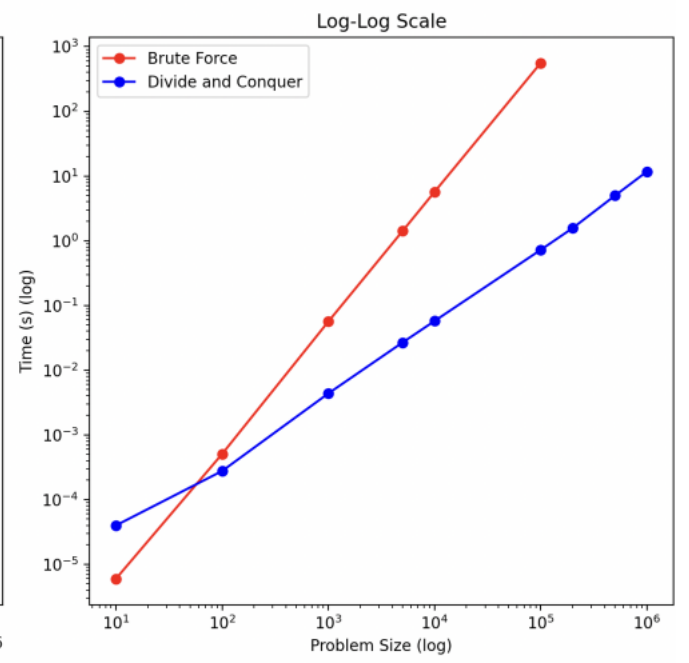 Log-Log Scale
Brute Force
Divide and Conquer
10³
10²
10¹
10⁰
10⁻¹
10⁻²
10⁻³
10⁻⁴
10⁻⁵
Time (s) (log)
10¹ 10² 10³ 10⁴ 10⁵ 10⁶
Problem Size (log)